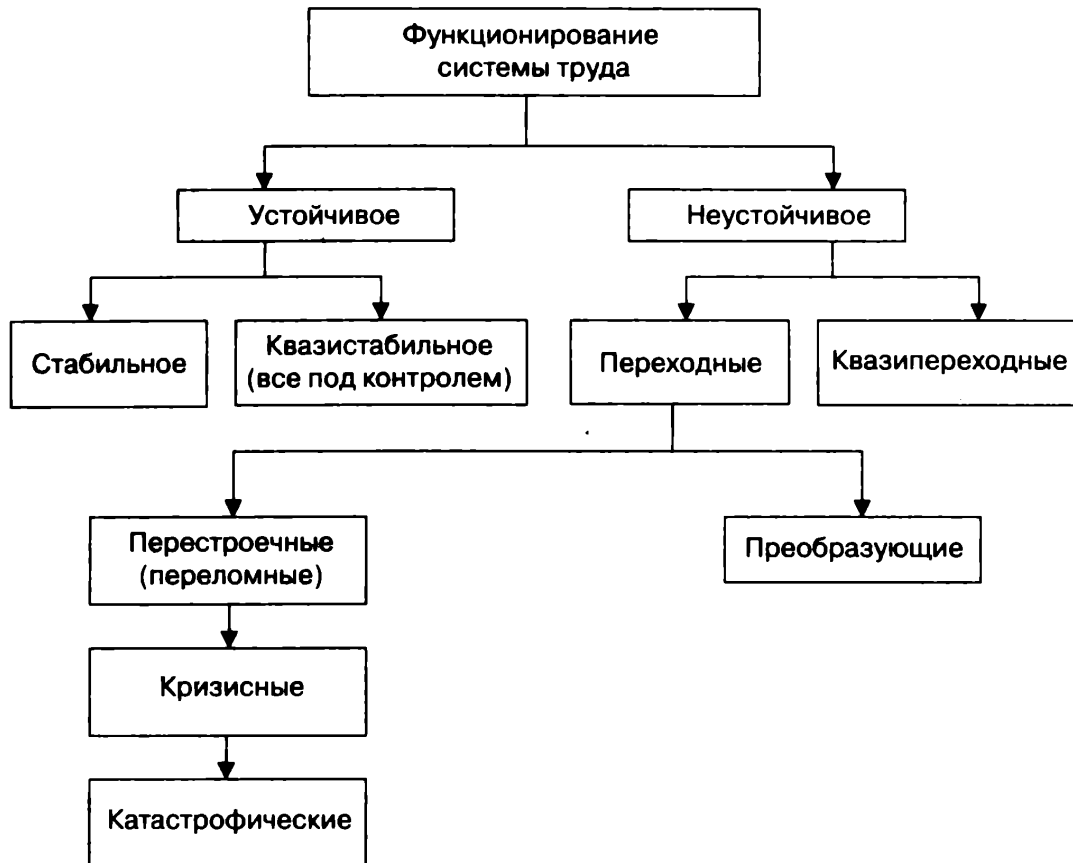 Функционирование
системы труда
Устойчивое
Неустойчивое
Стабильное
Квазистабильное
(все под контролем)
Переходные
Квазипереходные
Перестроечные
(переломные)
Преобразующие
Кризисные
Катастрофические